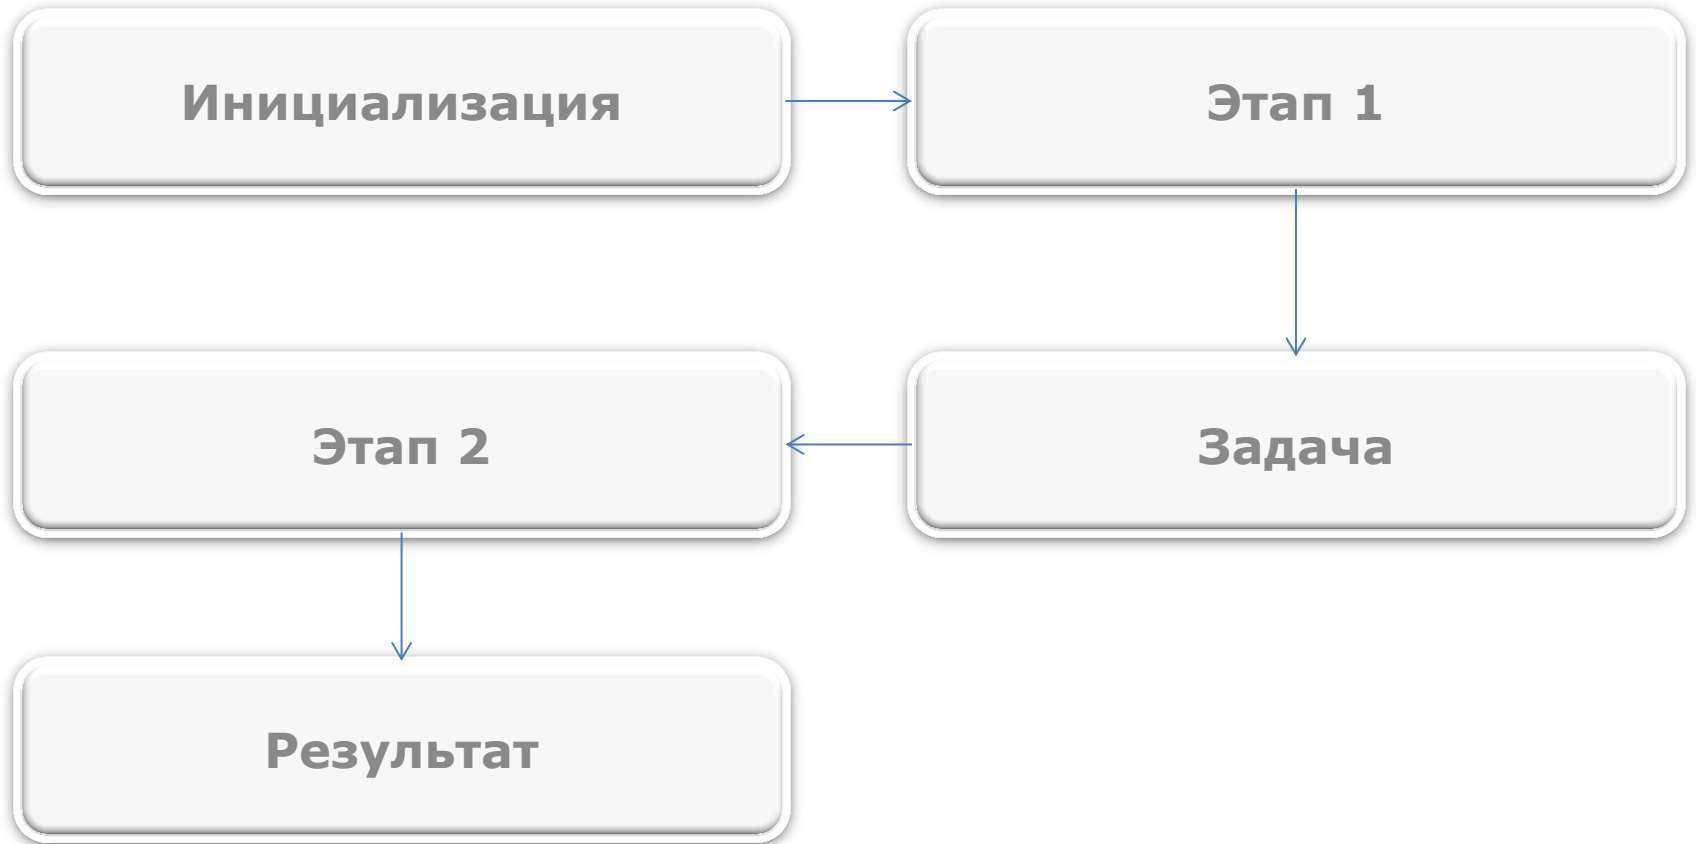 Инициализация
Этап 1
Этап 2
Задача
Результат